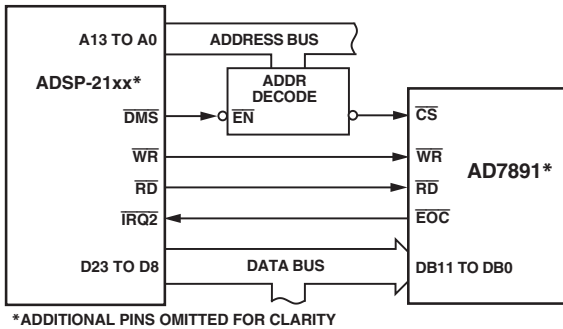 A13 TO A0
ADDRESS BUS
ADSP-21xx*
ADDR
DECODE
DMS
EN
CS
WR
WR
AD7891*
RD
RD
IRQ2
EOC
D23 TO D8
DATA BUS
DB11 TO DB0
*ADDITIONAL PINS OMITTED FOR CLARITY